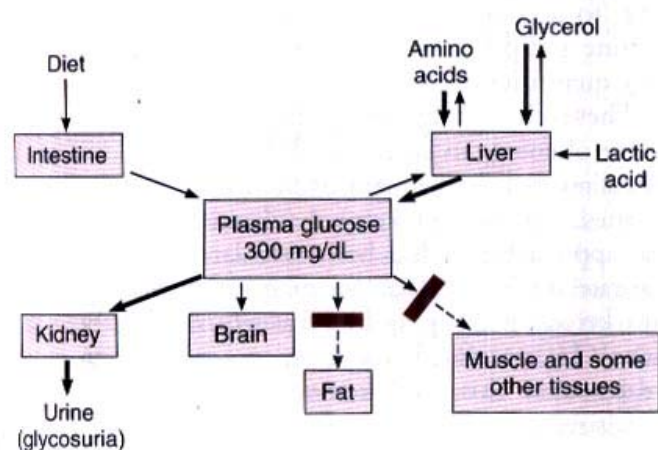 Glycerol
Amino
acids
Diet
Intestine
Liver
Lactic
acid
Plasma glucose
300 mg/dL
Kidney
Brain
Muscle and some
other tissues
Fat
Urine
(glycosuria)